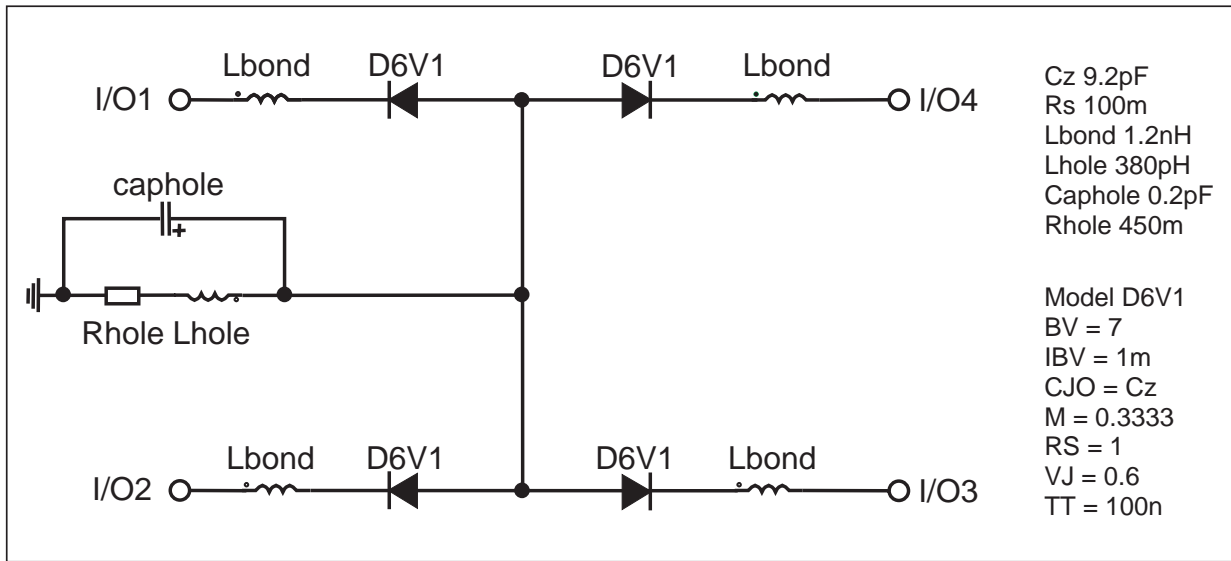 Lbond D6V1 D6V1 Lbond
I/O1 I/O4
caphole
+
Rhole Lhole
Lbond D6V1 D6V1 Lbond
I/O2 I/O3
Cz 9.2pF
Rs 100m
Lbond 1.2nH
Lhole 380pH
Caphole 0.2pF
Rhole 450m
Model D6V1
BV = 7
IBV = 1m
CJO = Cz
M = 0.3333
RS = 1
VJ = 0.6
TT = 100n